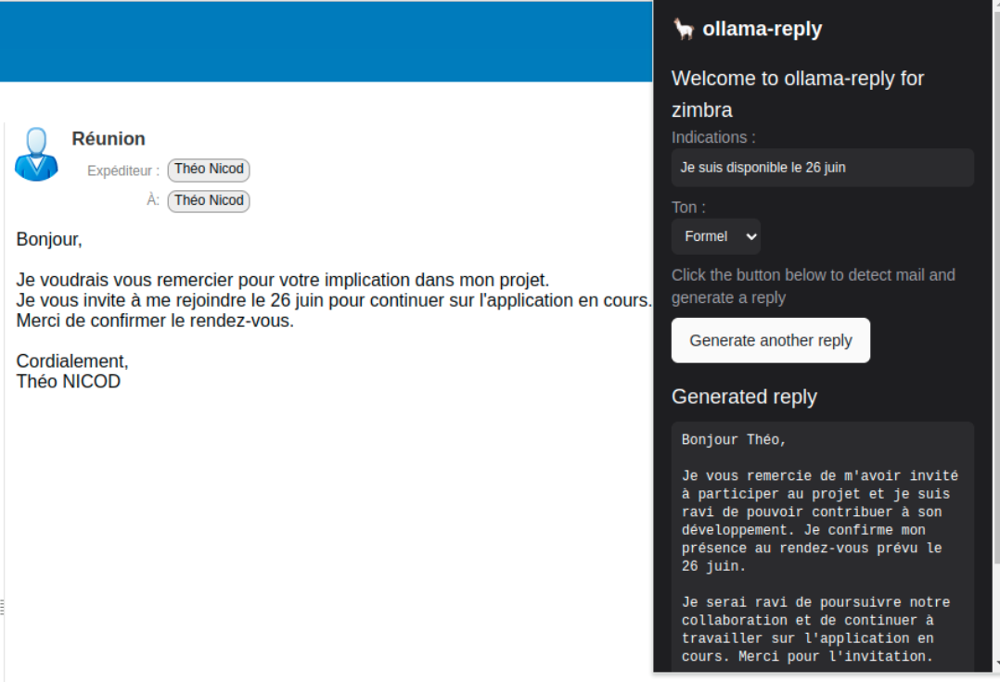 Réunion
Expéditeur : Théo Nicod
À: Théo Nicod
Bonjour,
Je voudrais vous remercier pour votre implication dans mon projet.
Je vous invite à me rejoindre le 26 juin pour continuer sur l'application en cours.
Merci de confirmer le rendez-vous.
Cordialement,
Théo NICOD
ollama-reply
Welcome to ollama-reply for
zimbra
Indications :
Je suis disponible le 26 juin
Ton :
Formel
Click the button below to detect mail and
generate a reply
Generate another reply
Generated reply
Bonjour Théo,
Je vous remercie de m'avoir invité
à participer au projet et je suis
ravi de pouvoir contribuer à son
développement. Je confirme mon
présence au rendez-vous prévu le
26 juin.
Je serai ravi de poursuivre notre
collaboration et de continuer à
travailler sur l'application en
cours. Merci pour l'invitation.